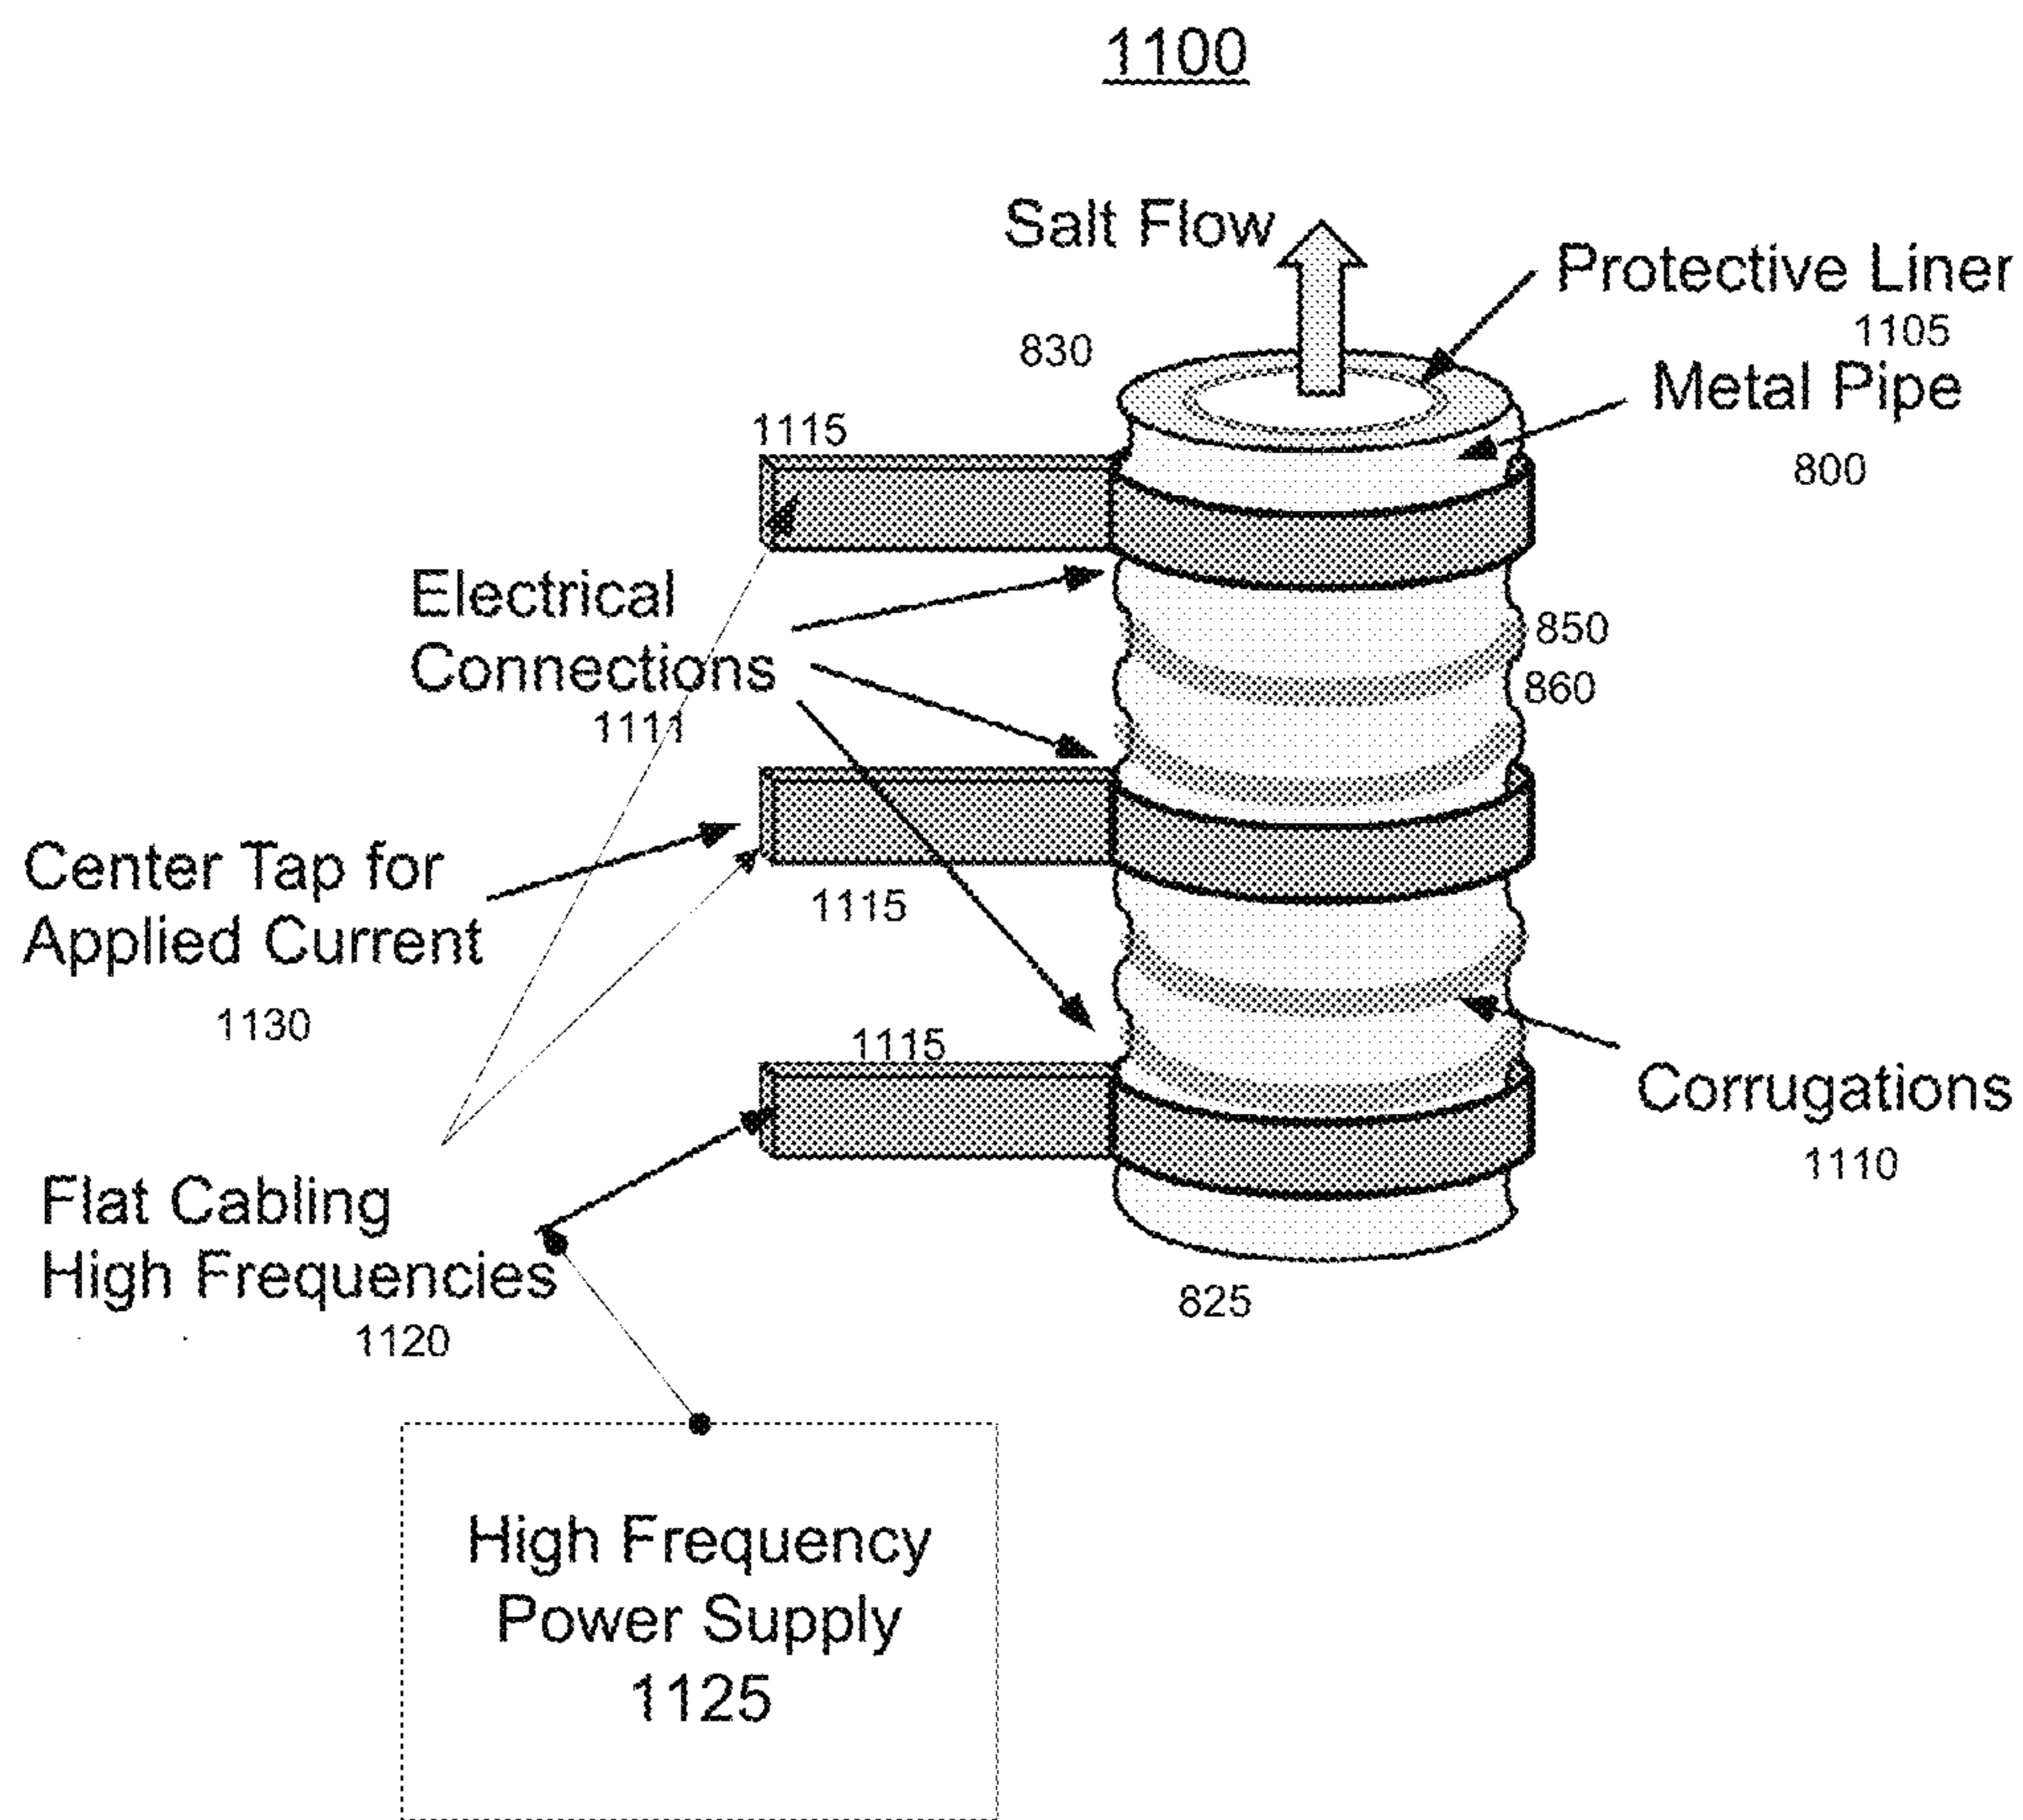 1100
Salt Flow
Protective Liner
1105
830
Metal Pipe
800
1115
Electrical
Connections
1111
850
860
Center Tap for
Applied Current
1130
1115
1115
Corrugations
1110
Flat Cabling
High Frequencies
1120
825
High Frequency
Power Supply
1125